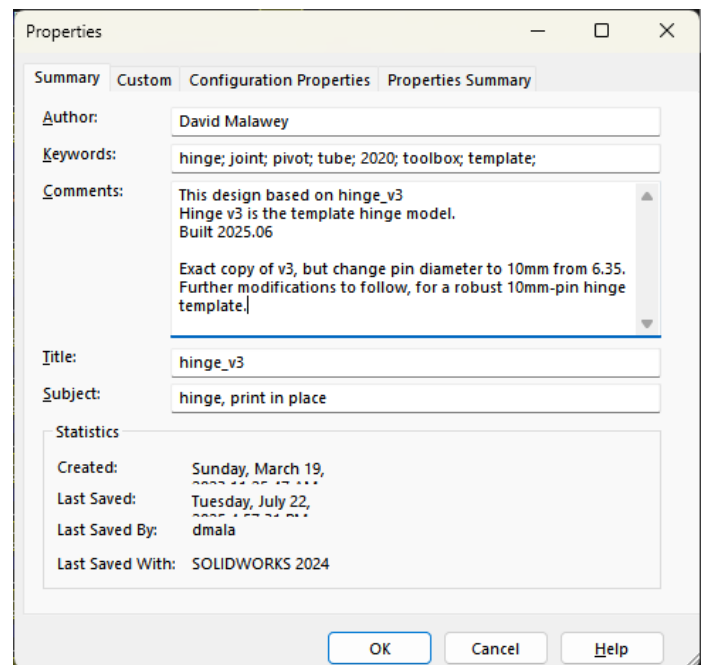 Properties
Summary Custom Configuration Properties Properties Summary
Author: David Malawey
Keywords: hinge; joint; pivot; tube; 2020; toolbox; template;
Comments: This design based on hinge_v3
Hinge v3 is the template hinge model.
Built 2025.06
Exact copy of v3, but change pin diameter to 10mm from 6.35.
Further modifications to follow, for a robust 10mm-pin hinge
template.
Title: hinge_v3
Subject: hinge, print in place
Statistics
Created: Sunday, March 19,
Last Saved: Tuesday, July 22,
Last Saved By: dmala
Last Saved With: SOLIDWORKS 2024
OK Cancel Help